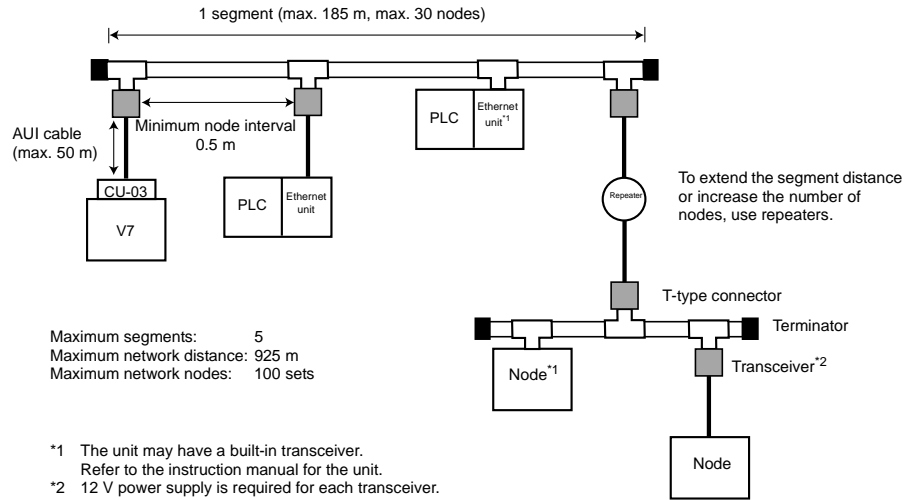 1 segment (max. 185 m, max. 30 nodes)
AUI cable
(max. 50 m)
Minimum node interval
0.5 m
CU-03
V7
PLC
Ethernet
unit
PLC
Ethernet
unit*1
Repeater
To extend the segment distance
or increase the number of
nodes, use repeaters.
T-type connector
Terminator
Transceiver*2
Node*1
Node
Maximum segments: 5
Maximum network distance: 925 m
Maximum network nodes: 100 sets
*1 The unit may have a built-in transceiver.
Refer to the instruction manual for the unit.
*2 12 V power supply is required for each transceiver.